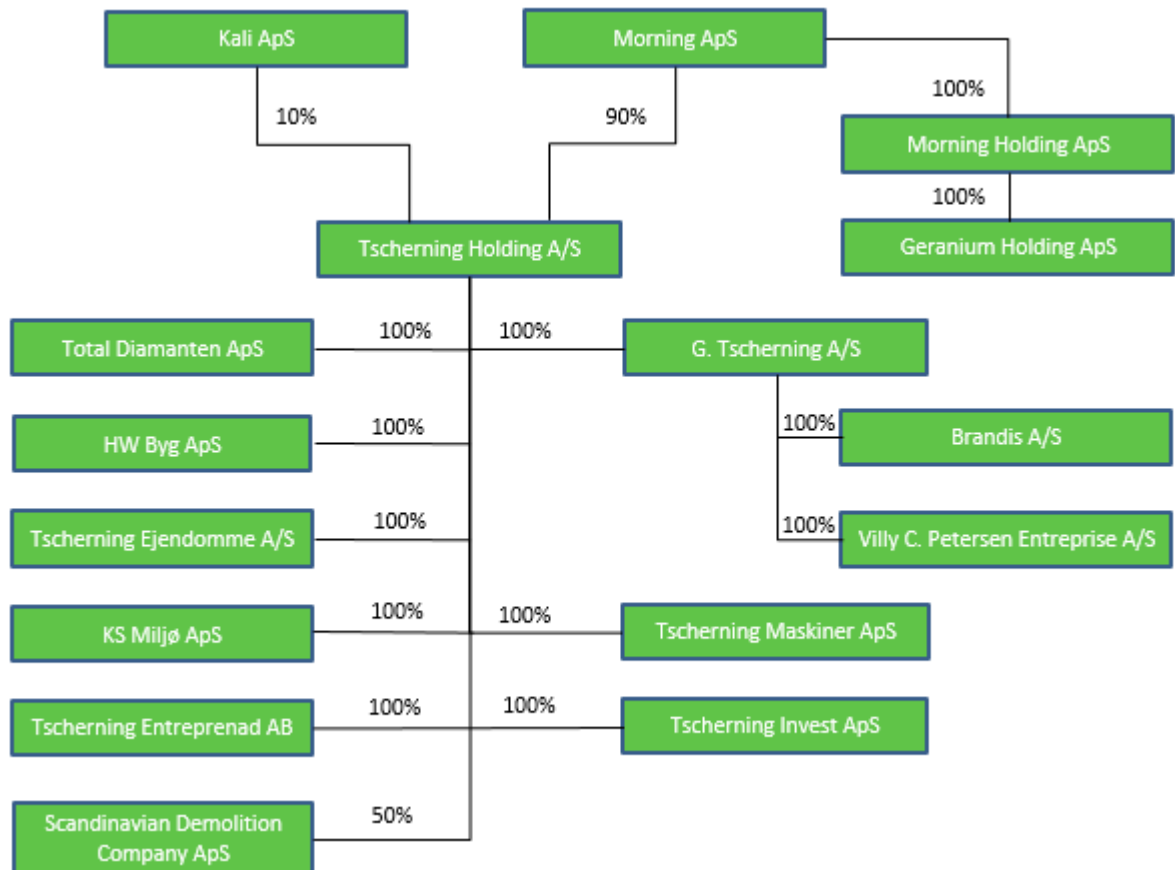 Kali ApS
Morning ApS
10%
90%
100%
Morning Holding ApS
100%
Tscherning Holding A/S
Geranium Holding ApS
100%
100%
Total Diamanten ApS
G. Tscherning A/S
100%
100%
HW Byg ApS
Brandis A/S
100%
100%
Tscherning Ejendomme A/S
Villy C. Petersen Entreprise A/S
100%
100%
KS Miljø ApS
Tscherning Maskiner ApS
100%
100%
Tscherning Entreprenad AB
Tscherning Invest ApS
50%
Scandinavian Demolition
Company ApS